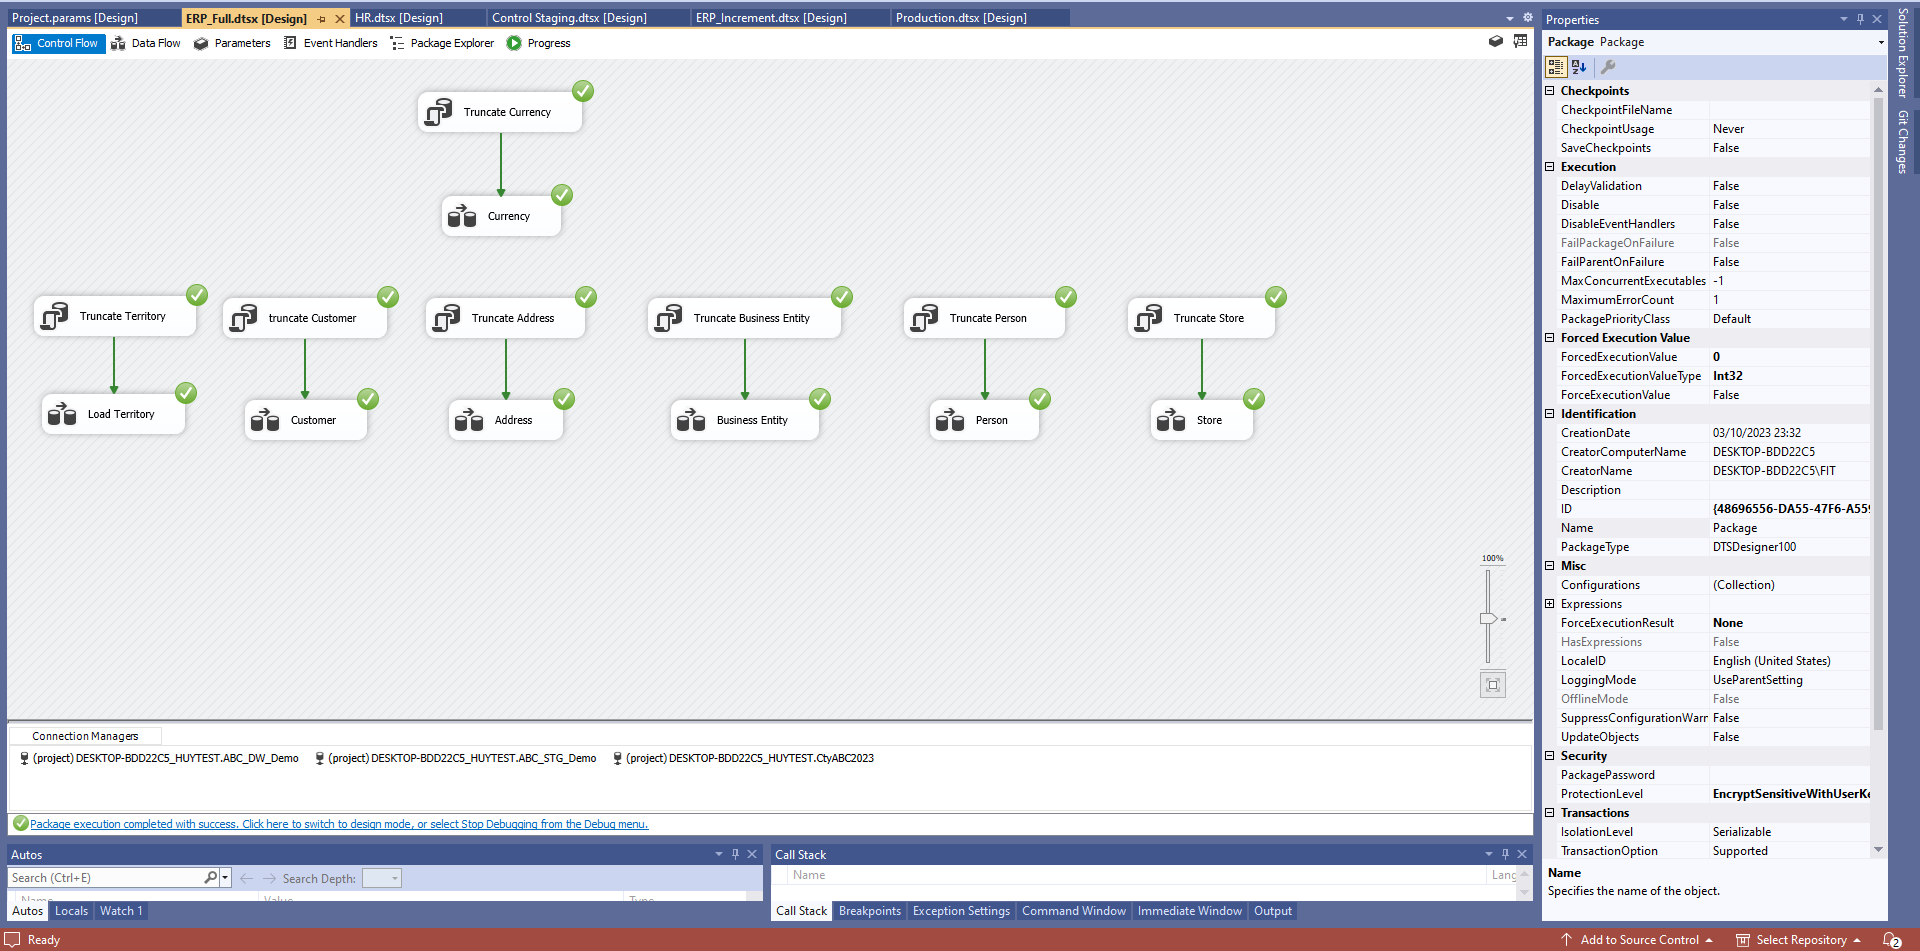 Project.params [Design]
ERP_Full.dtsx [Design]
HR.dtsx [Design]
Control Staging.dtsx [Design]
ERP_Increment.dtsx [Design]
Production.dtsx [Design]
Control Flow
Data Flow
Parameters
Event Handlers
Package Explorer
Progress
Truncate Currency
Currency
Truncate Territory
truncate Customer
Truncate Address
Truncate Business Entity
Truncate Person
Truncate Store
Load Territory
Customer
Address
Business Entity
Person
Store
100%
Connection Managers
(project) DESKTOP-BDD22C5_HUYTEST.ABC_DW_Demo
(project) DESKTOP-BDD22C5_HUYTEST.ABC_STG_Demo
(project) DESKTOP-BDD22C5_HUYTEST.CtyABC2023
Package execution completed with success. Click here to switch to design mode, or select Stop Debugging from the Debug menu.
Autos
Search (Ctrl+E)
Search Depth:
Name Value Type
Autos Locals Watch 1
Call Stack
Name Lang
Call Stack Breakpoints Exception Settings Command Window Immediate Window Output
Properties
Package Package
Checkpoints
CheckpointFileName
CheckpointUsage Never
SaveCheckpoints False
Execution
DelayValidation False
Disable False
DisableEventHandlers False
FailPackageOnFailure False
FailParentOnFailure False
MaxConcurrentExecutables -1
MaximumErrorCount 1
PackagePriorityClass Default
Forced Execution Value
ForcedExecutionValue 0
ForcedExecutionValueType Int32
ForceExecutionValue False
Identification
CreationDate 03/10/2023 23:32
CreatorComputerName DESKTOP-BDD22C5
CreatorName DESKTOP-BDD22C5\FIT
Description
ID {48696556-DA55-47F6-A559
Name Package
PackageType DTSDesigner100
Misc
Configurations (Collection)
Expressions
ForceExecutionResult None
HasExpressions False
LocaleID English (United States)
LoggingMode UseParentSetting
OfflineMode False
SuppressConfigurationWarr False
UpdateObjects False
Security
PackagePassword
ProtectionLevel EncryptSensitiveWithUserKe
Transactions
IsolationLevel Serializable
TransactionOption Supported
Name
Specifies the name of the object.
Solution Explorer
Git Changes
Ready
Add to Source Control
Select Repository
2